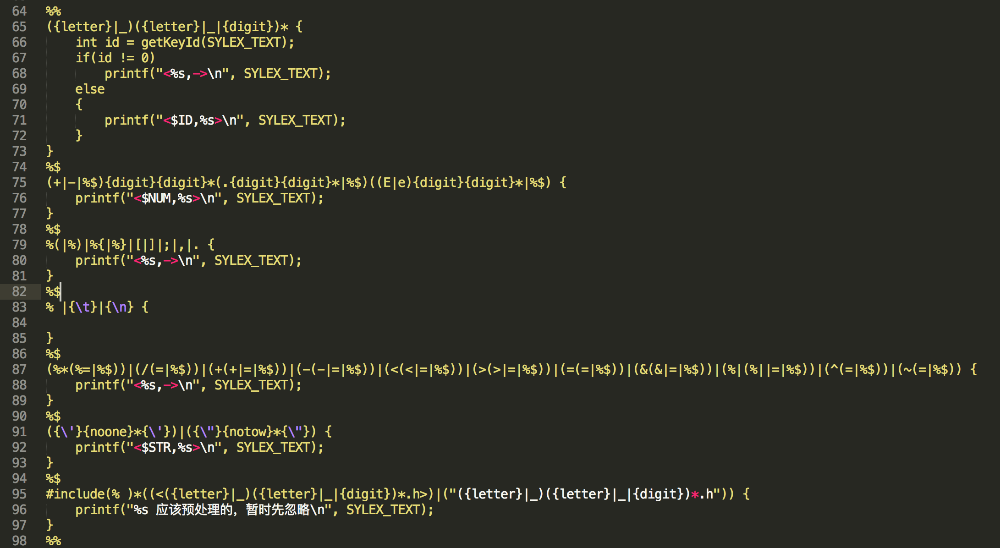 64 %%
65 ({letter}|_)({letter}|_|{digit})* {
66     int id = getKeyId(SYLEX_TEXT);
67     if(id != 0)
68         printf("<%s,->\n", SYLEX_TEXT);
69     else
70     {
71         printf("<$ID,%s>\n", SYLEX_TEXT);
72     }
73 }
74 %$
75 (+|-|%$){digit}{digit}*(.{digit}{digit}*|%$)((E|e){digit}{digit}*|%$) {
76     printf("<$NUM,%s>\n", SYLEX_TEXT);
77 }
78 %$
79 %(|%)|%{|%}|[|]|;|,|. {
80     printf("<%s,->\n", SYLEX_TEXT);
81 }
82 %$
83 % |{\t}|{\n} {
84
85 }
86 %$
87 (%*(%=|%$))|(/(=|%$))|(+(+|=|%$))|(-(-|=|%$))|(<(<|=|%$))|(>(>|=|%$))|(=(=|%$))|(&(&|=|%$))|(%|(%||=|%$))|(^(=|%$))|(~(=|%$)) {
88     printf("<%s,->\n", SYLEX_TEXT);
89 }
90 %$
91 ({\'}{noone}*{\'})|({\"}{notow}*{\"}) {
92     printf("<$STR,%s>\n", SYLEX_TEXT);
93 }
94 %$
95 #include(% )*((<({letter}|_)({letter}|_|{digit})*.h>)|("({letter}|_)({letter}|_|{digit})*.h")) {
96     printf("%s 应该预处理的，暂时先忽略\n", SYLEX_TEXT);
97 }
98 %%